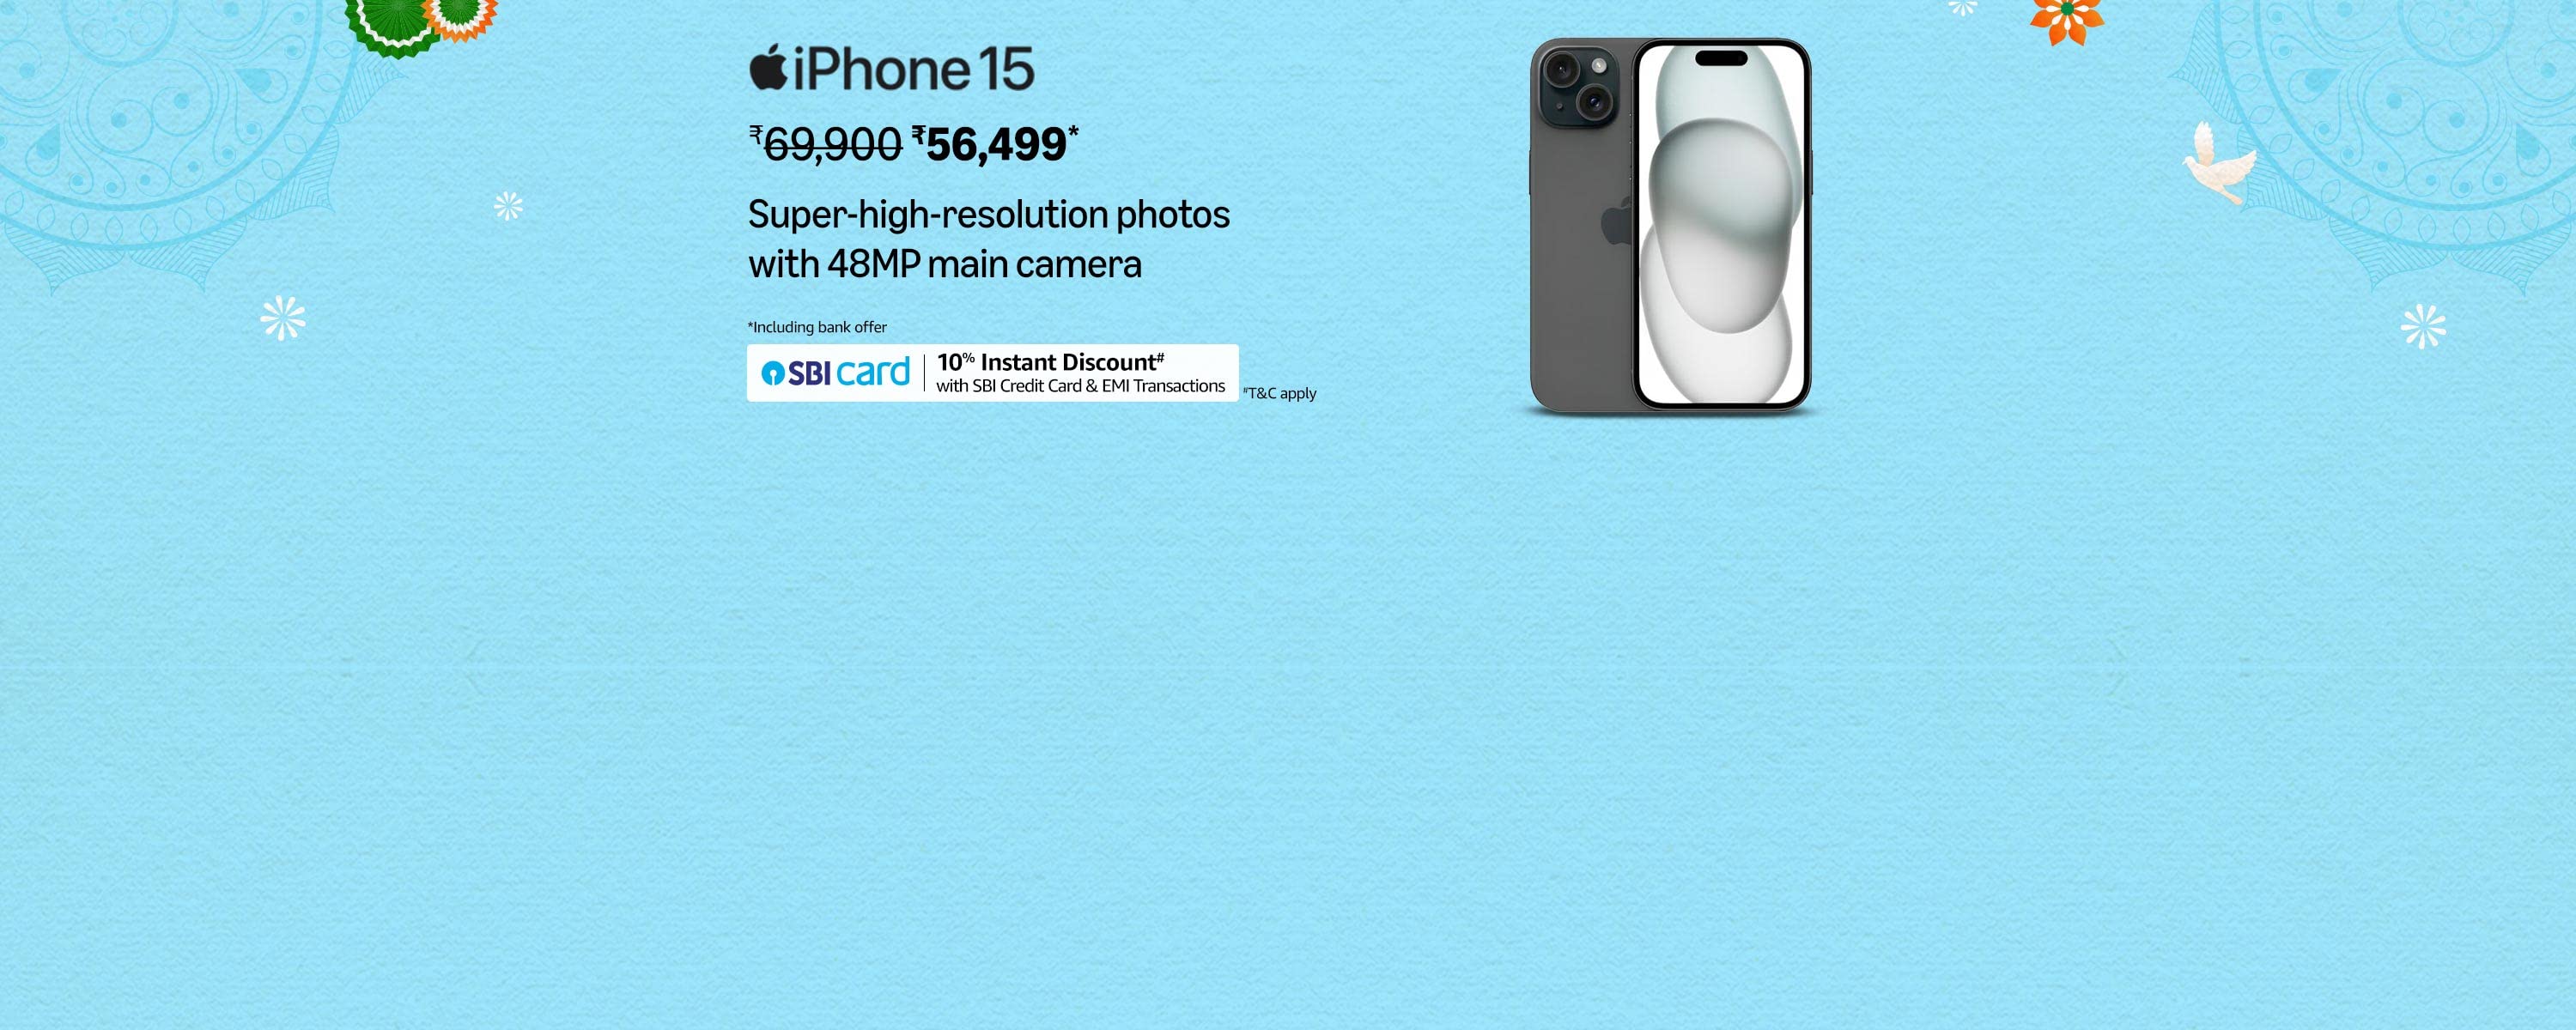 iPhone 15
₹69,900 ₹56,499*
Super-high-resolution photos
with 48MP main camera
*Including bank offer
SBI card
10% Instant Discount#
with SBI Credit Card & EMI Transactions
#T&C apply